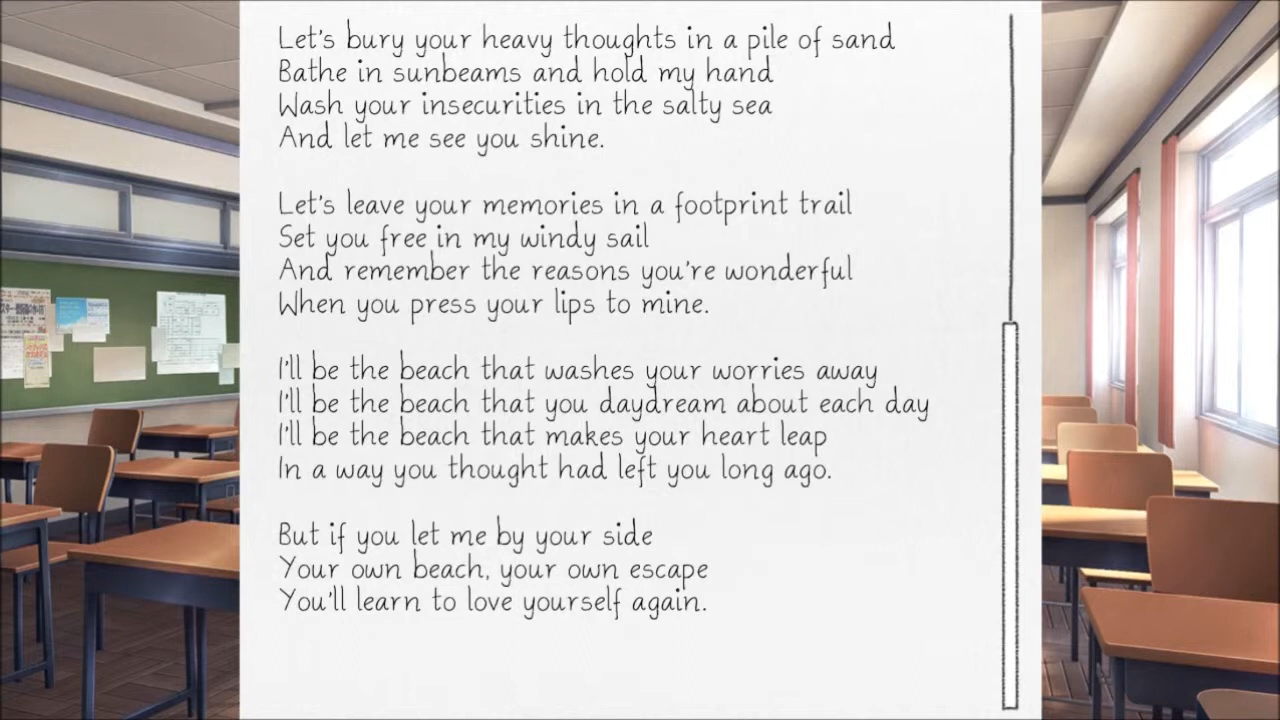 Let's bury your heavy thoughts in a pile of sand
Bathe in sunbeams and hold my hand
Wash your insecurities in the salty sea
And let me see you shine.
Let's leave your memories in a footprint trail
Set you free in my windy sail
And remember the reasons you're wonderful
When you press your lips to mine.
I'll be the beach that washes your worries away
I'll be the beach that you daydream about each day
I'll be the beach that makes your heart leap
In a way you thought had left you long ago.
But if you let me by your side
Your own beach, your own escape
You'll learn to love yourself again.